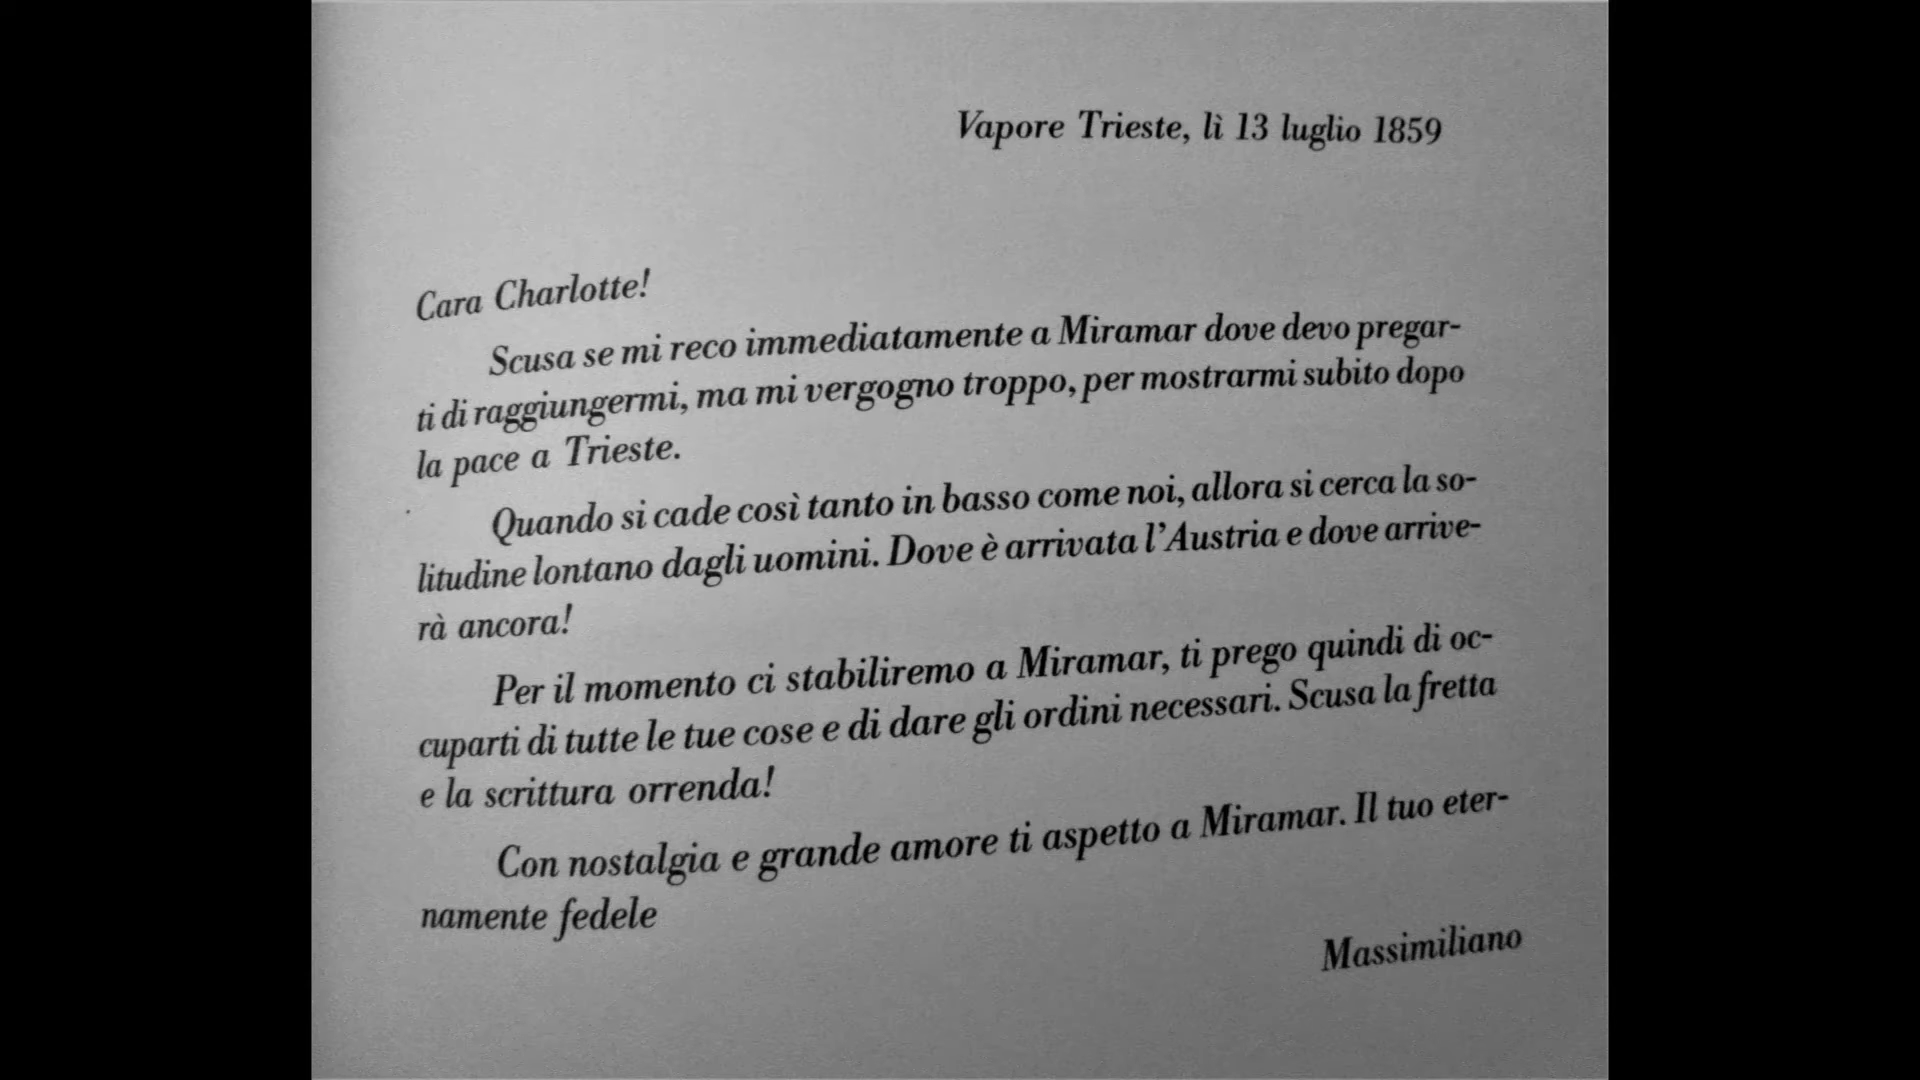 Vapore Trieste, lì 13 luglio 1859
Cara Charlotte!
Scusa se mi reco immediatamente a Miramar dove devo pregar-
ti di raggiungermi, ma mi vergogno troppo, per mostrarmi subito dopo
la pace a Trieste.
Quando si cade così tanto in basso come noi, allora si cerca la so-
litudine lontano dagli uomini. Dove è arrivata l'Austria e dove arrive-
rà ancora!
Per il momento ci stabiliremo a Miramar, ti prego quindi di oc-
cuparti di tutte le tue cose e di dare gli ordini necessari. Scusa la fretta
e la scrittura orrenda!
Con nostalgia e grande amore ti aspetto a Miramar. Il tuo eter-
namente fedele
Massimiliano